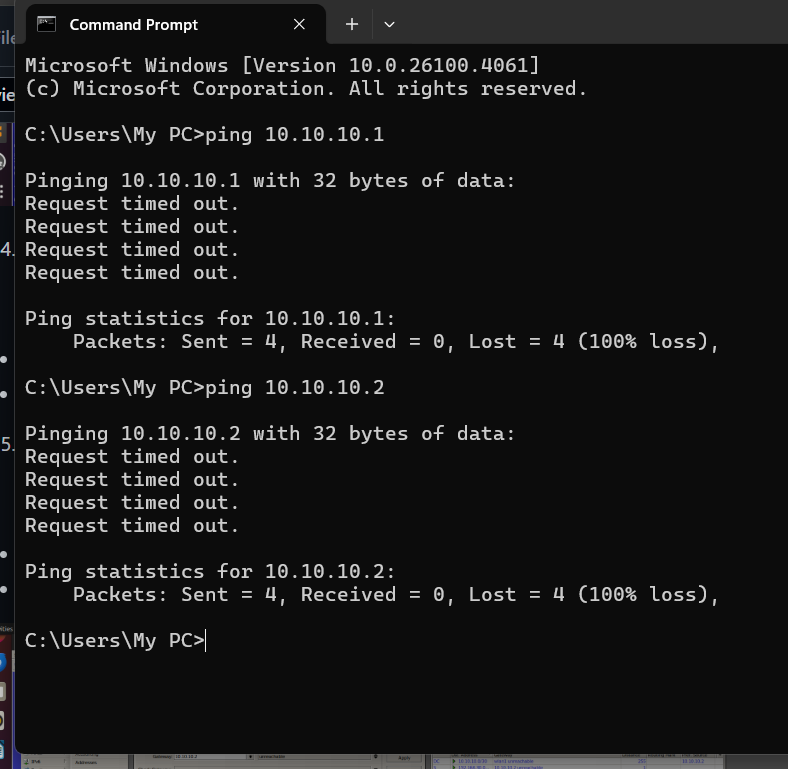 Command Prompt
Microsoft Windows [Version 10.0.26100.4061]
(c) Microsoft Corporation. All rights reserved.
C:\Users\My PC>ping 10.10.10.1
Pinging 10.10.10.1 with 32 bytes of data:
Request timed out.
Request timed out.
Request timed out.
Request timed out.
Ping statistics for 10.10.10.1:
Packets: Sent = 4, Received = 0, Lost = 4 (100% loss),
C:\Users\My PC>ping 10.10.10.2
Pinging 10.10.10.2 with 32 bytes of data:
Request timed out.
Request timed out.
Request timed out.
Request timed out.
Ping statistics for 10.10.10.2:
Packets: Sent = 4, Received = 0, Lost = 4 (100% loss),
C:\Users\My PC>
4.
5.